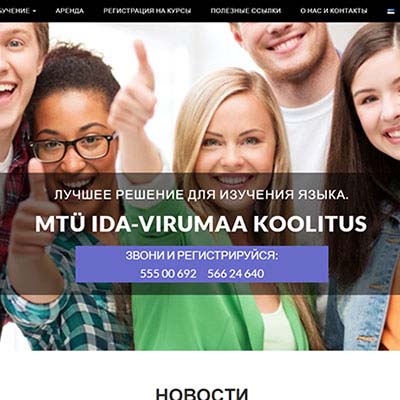 АРЕНДА РЕГИСТРАЦИЯ НА КУРСЫ ПОЛЕЗНЫЕ ССЫЛКИ О НАС И КОНТАКТЫ
ЛУЧШЕЕ РЕШЕНИЕ ДЛЯ ИЗУЧЕНИЯ ЯЗЫКА.
MTÜ IDA-VIRUMAA KOOLITUS
ЗВОНИ И РЕГИСТРИРУЙСЯ:
555 00 692 566 24 640
НОВОСТИ